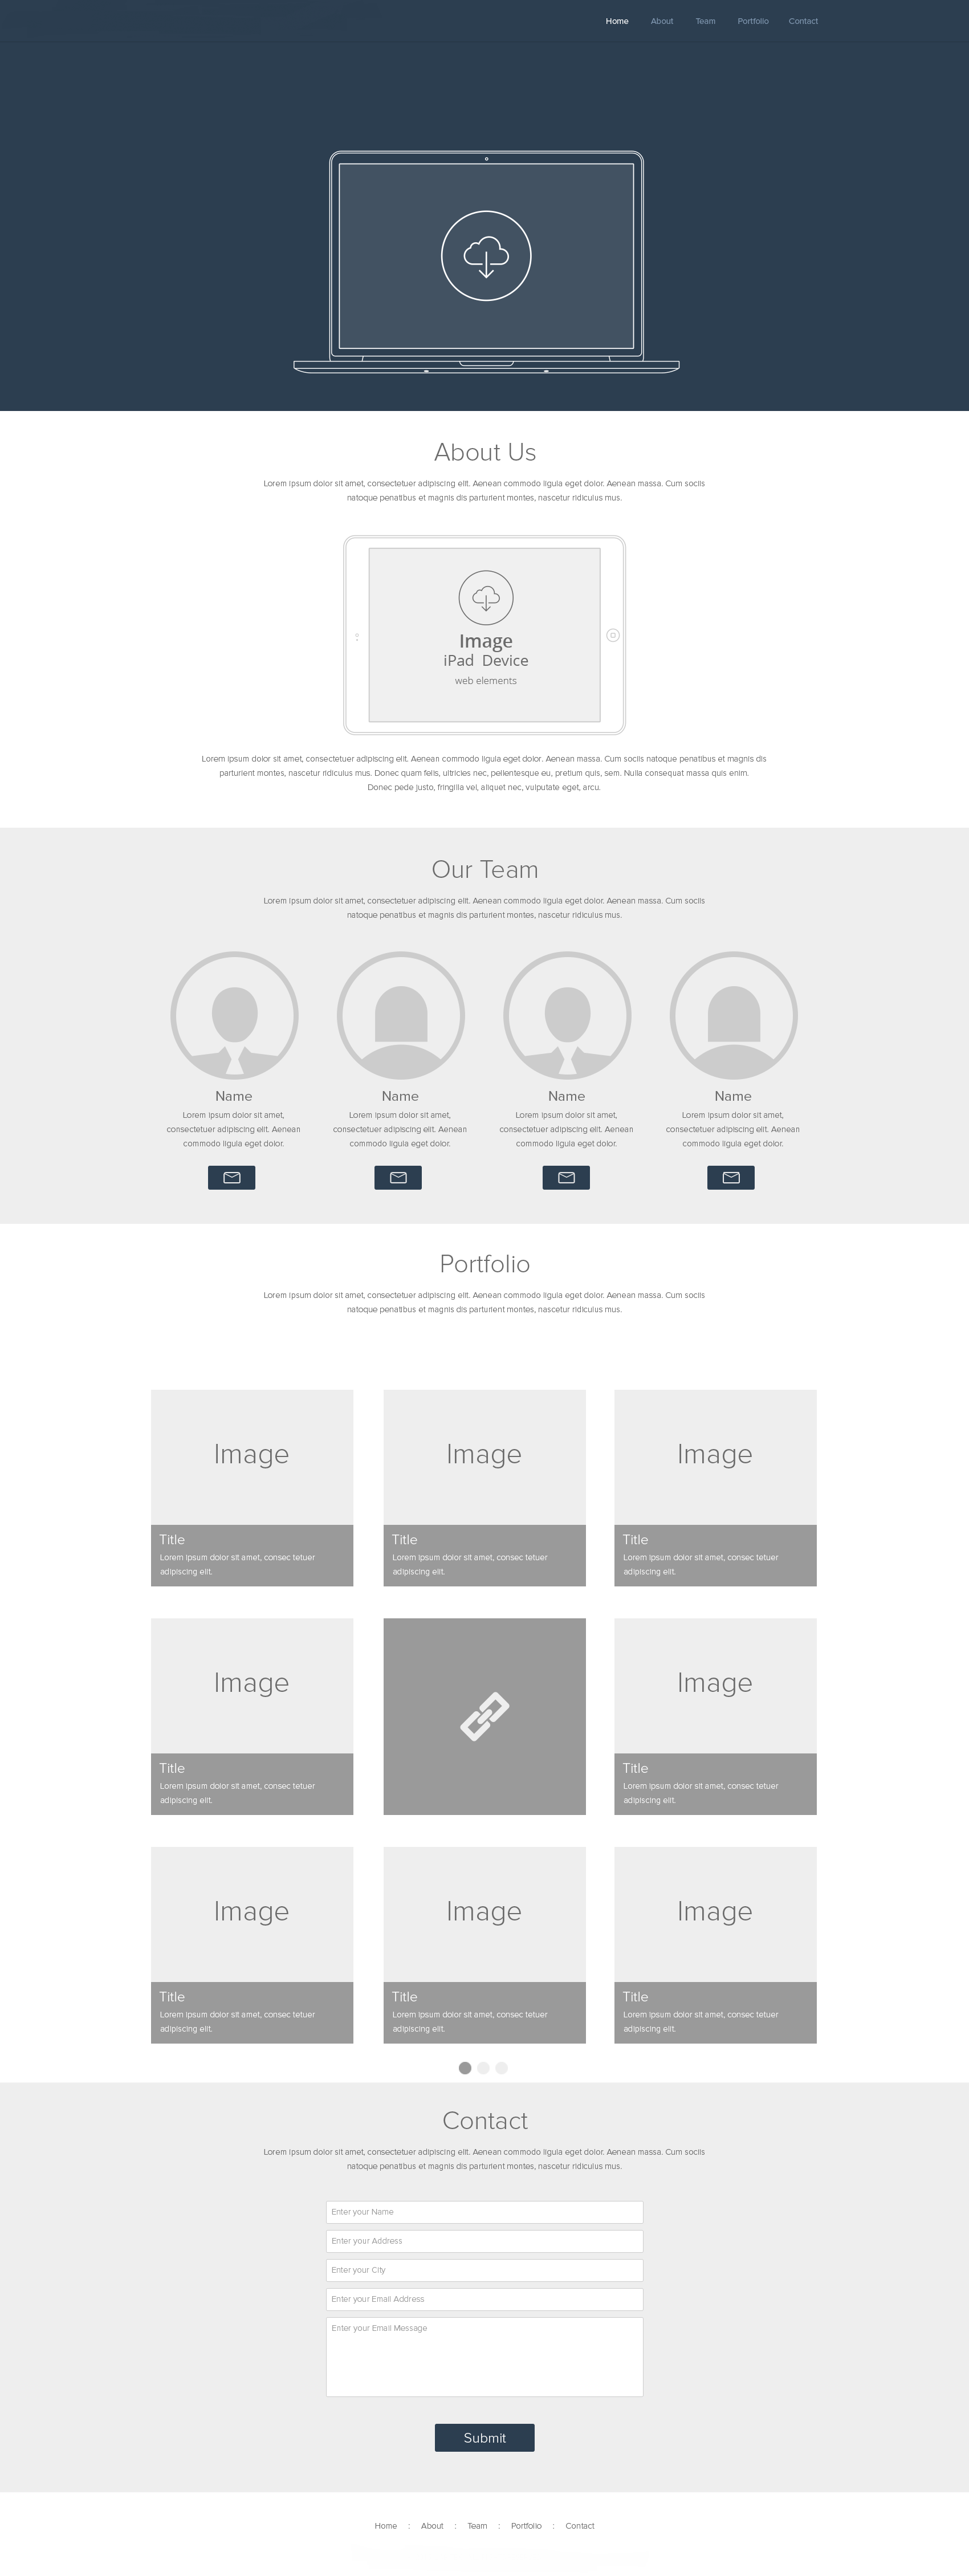 Home About Team Portfolio Contact
About Us
Lorem ipsum dolor sit amet, consectetuer adipiscing elit. Aenean commodo ligula eget dolor. Aenean massa. Cum sociis
natoque penatibus et magnis dis parturient montes, nascetur ridiculus mus.
Image
iPad Device
web elements
Lorem ipsum dolor sit amet, consectetuer adipiscing elit. Aenean commodo ligula eget dolor. Aenean massa. Cum sociis natoque penatibus et magnis dis
parturient montes, nascetur ridiculus mus. Donec quam felis, ultricies nec, pellentesque eu, pretium quis, sem. Nulla consequat massa quis enim.
Donec pede justo, fringilla vel, aliquet nec, vulputate eget, arcu.
Our Team
Lorem ipsum dolor sit amet, consectetuer adipiscing elit. Aenean commodo ligula eget dolor. Aenean massa. Cum sociis
natoque penatibus et magnis dis parturient montes, nascetur ridiculus mus.
Name
Lorem ipsum dolor sit amet,
consectetuer adipiscing elit. Aenean
commodo ligula eget dolor.
Name
Lorem ipsum dolor sit amet,
consectetuer adipiscing elit. Aenean
commodo ligula eget dolor.
Name
Lorem ipsum dolor sit amet,
consectetuer adipiscing elit. Aenean
commodo ligula eget dolor.
Name
Lorem ipsum dolor sit amet,
consectetuer adipiscing elit. Aenean
commodo ligula eget dolor.
Portfolio
Lorem ipsum dolor sit amet, consectetuer adipiscing elit. Aenean commodo ligula eget dolor. Aenean massa. Cum sociis
natoque penatibus et magnis dis parturient montes, nascetur ridiculus mus.
Image
Title
Lorem ipsum dolor sit amet, consec tetuer
adipiscing elit.
Image
Title
Lorem ipsum dolor sit amet, consec tetuer
adipiscing elit.
Image
Title
Lorem ipsum dolor sit amet, consec tetuer
adipiscing elit.
Image
Title
Lorem ipsum dolor sit amet, consec tetuer
adipiscing elit.
Image
Title
Lorem ipsum dolor sit amet, consec tetuer
adipiscing elit.
Image
Title
Lorem ipsum dolor sit amet, consec tetuer
adipiscing elit.
Image
Title
Lorem ipsum dolor sit amet, consec tetuer
adipiscing elit.
Image
Title
Lorem ipsum dolor sit amet, consec tetuer
adipiscing elit.
Contact
Lorem ipsum dolor sit amet, consectetuer adipiscing elit. Aenean commodo ligula eget dolor. Aenean massa. Cum sociis
natoque penatibus et magnis dis parturient montes, nascetur ridiculus mus.
Enter your Name
Enter your Address
Enter your City
Enter your Email Address
Enter your Email Message
Submit
Home : About : Team : Portfolio : Contact